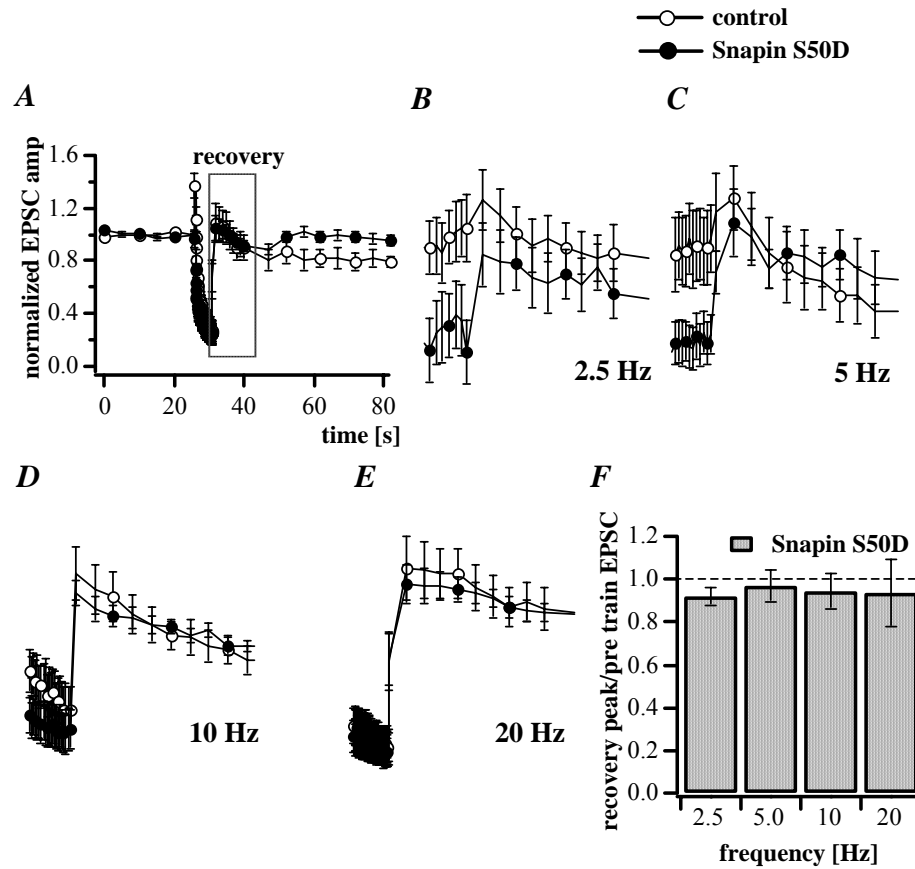 control
Snapin S50D
A
B
C
normalized EPSC amp
1.6
1.2
0.8
0.4
0.0
recovery
0
20
40
60
80
time [s]
2.5 Hz
5 Hz
D
E
F
10 Hz
20 Hz
recovery peak/pre train EPSC
1.2
1.0
0.8
0.6
0.4
0.2
0.0
Snapin S50D
2.5
5.0
10
20
frequency [Hz]